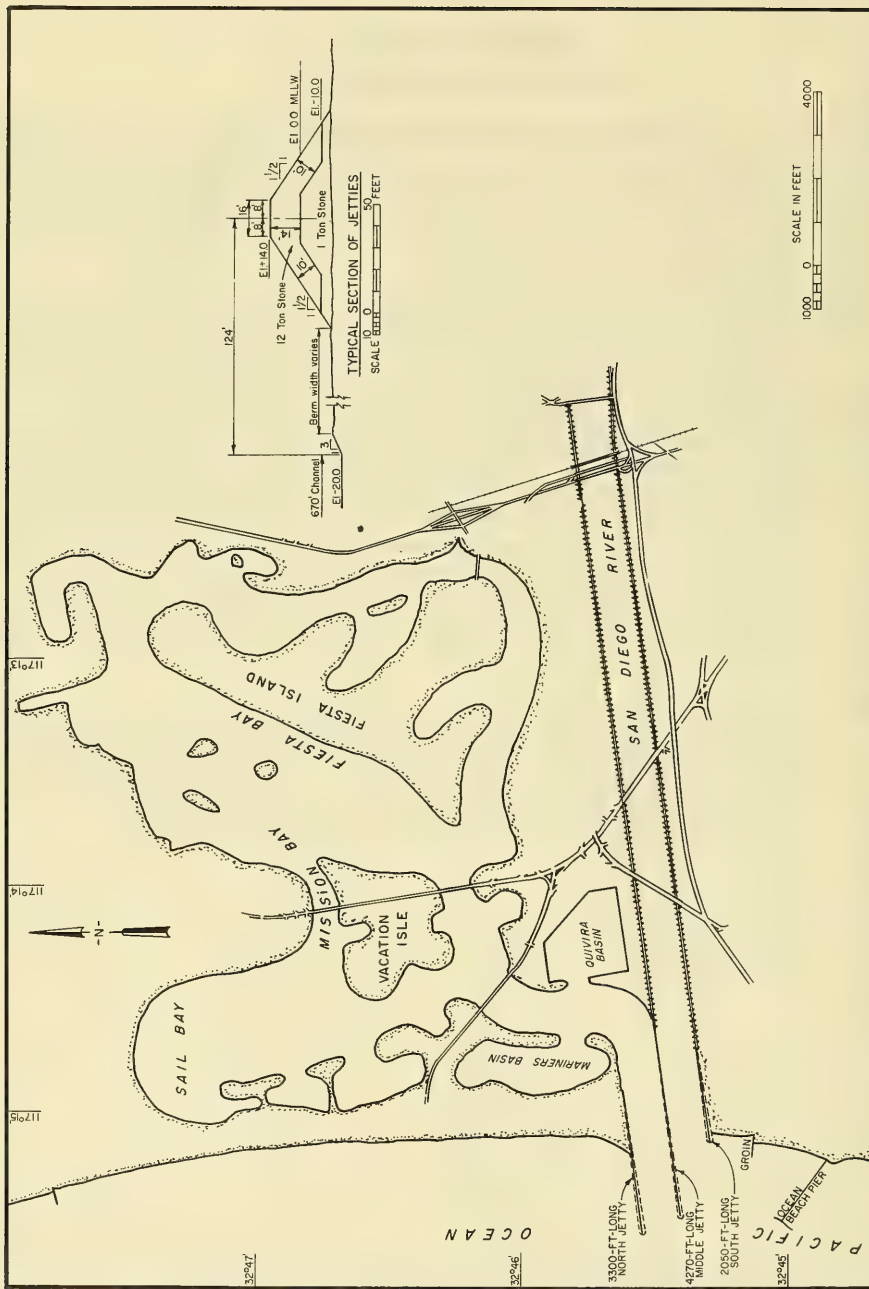 117°15'
117°14'
117°13'
32°47'
32°46'
32°45'
-N-
SAIL BAY
MISSION BAY
VACATION
ISLE
FIESTA BAY
FIESTA ISLAND
MARINERS BASIN
QUIVIRA
BASIN
SAN DIEGO RIVER
PACIFIC OCEAN
3300-FT-LONG
NORTH JETTY
4270-FT-LONG
MIDDLE JETTY
2050-FT-LONG
SOUTH JETTY
GROIN
OCEAN
BEACH PIER
124'
16'
8' 8'
670' Channel
Berm width varies
El+14.0
1 1/2
1
1 1/2
1
El 0.0 MLLW
12 Ton Stone
14'
10'
10'
3
1
El-20.0
1 Ton Stone
El.-10.0
TYPICAL SECTION OF JETTIES
SCALE 10 0 50 FEET
SCALE IN FEET
1000 0 4000